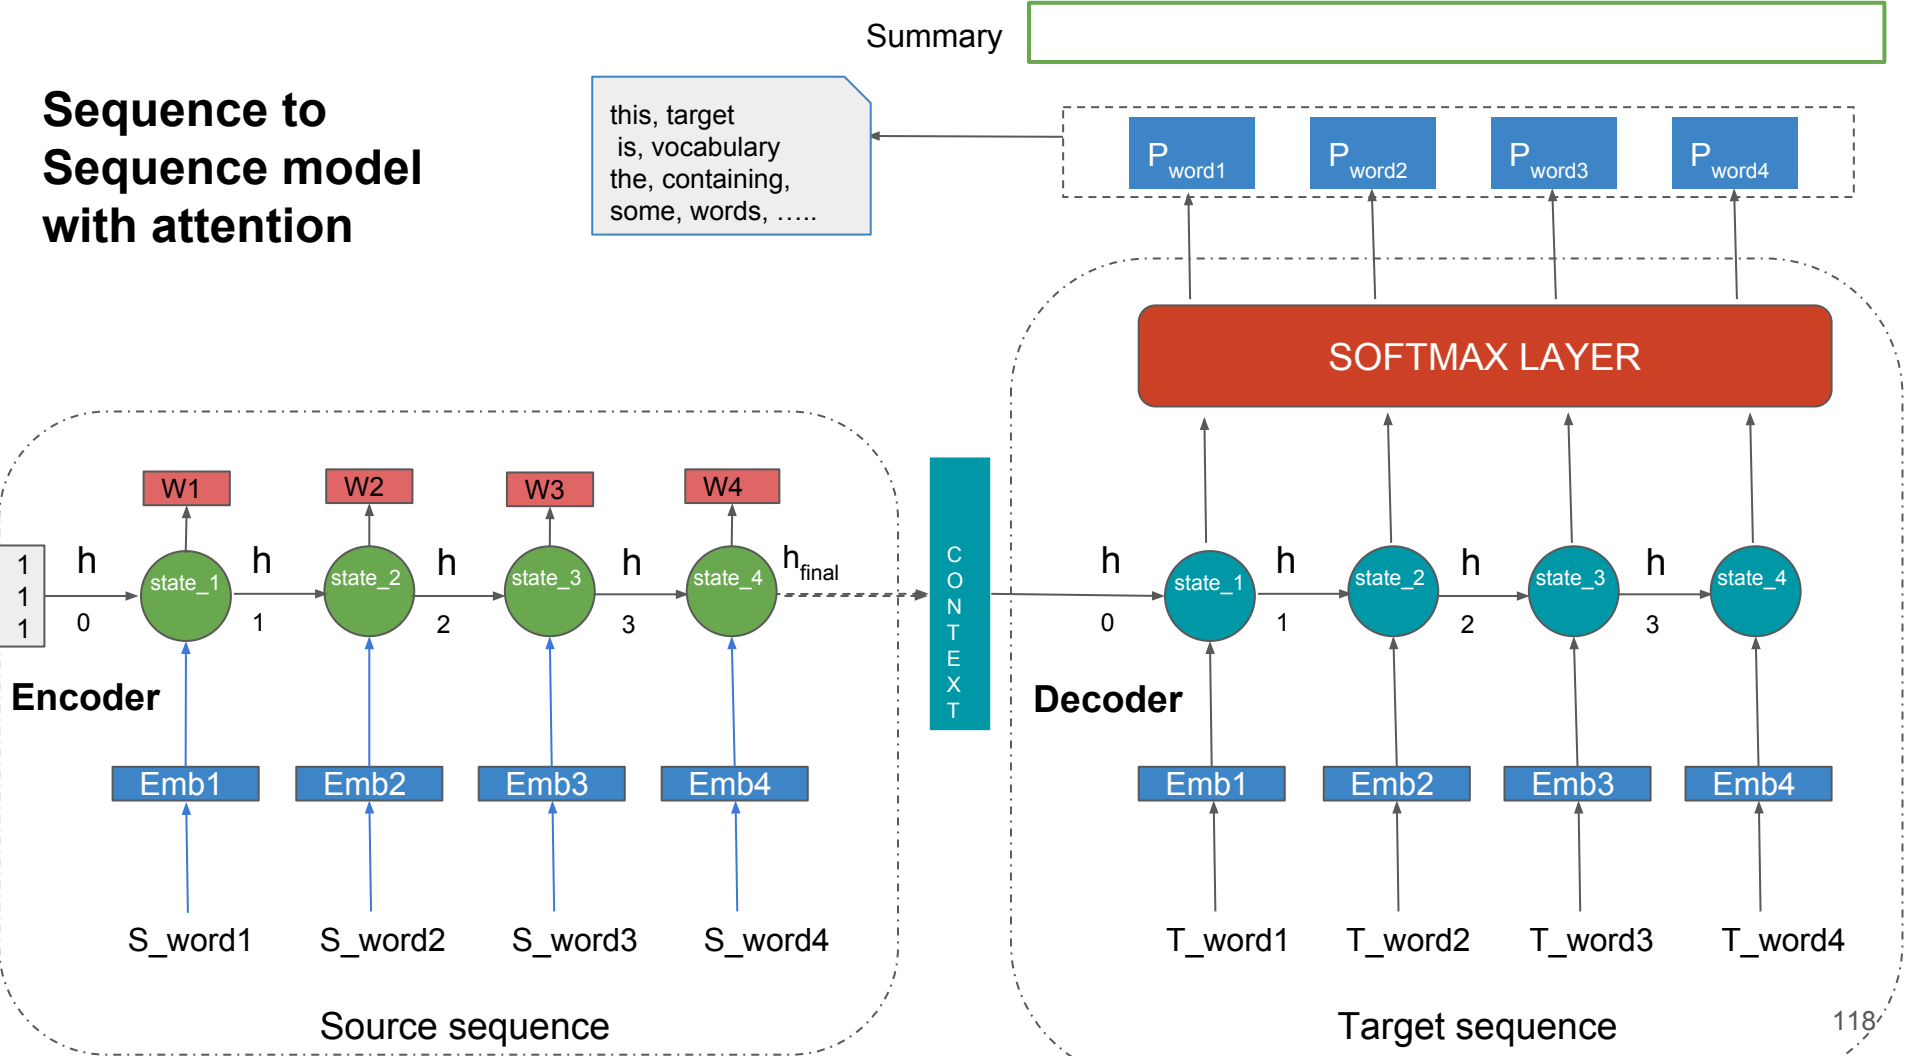 Summary
Sequence to
Sequence model
with attention
this, target
is, vocabulary
the, containing,
some, words, …..
P word1
P word2
P word3
P word4
SOFTMAX LAYER
W1
W2
W3
W4
1
1
1
h
0
state_1
h
1
state_2
h
2
state_3
h
3
state_4
h final
CONTEXT
h
0
state_1
h
1
state_2
h
2
state_3
h
3
state_4
Encoder
Decoder
Emb1
Emb2
Emb3
Emb4
Emb1
Emb2
Emb3
Emb4
S_word1
S_word2
S_word3
S_word4
T_word1
T_word2
T_word3
T_word4
Source sequence
Target sequence
118